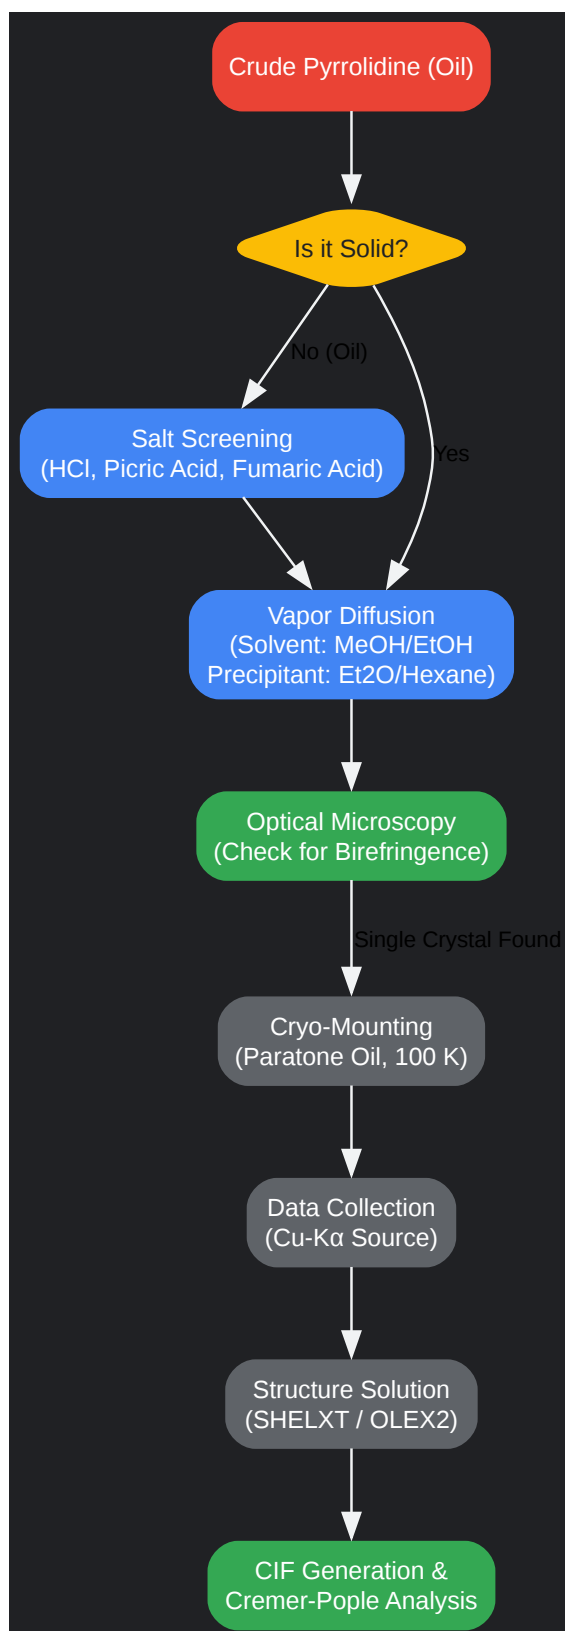 Crude Pyrrolidine (Oil)
Is it Solid?
No (Oil)
Salt Screening
(HCl, Picric Acid, Fumaric Acid)
Yes
Vapor Diffusion
(Solvent: MeOH/EtOH
Precipitant: Et2O/Hexane)
Optical Microscopy
(Check for Birefringence)
Single Crystal Found
Cryo-Mounting
(Paratone Oil, 100 K)
Data Collection
(Cu-Kα Source)
Structure Solution
(SHELXT / OLEX2)
CIF Generation &
Cremer-Pople Analysis